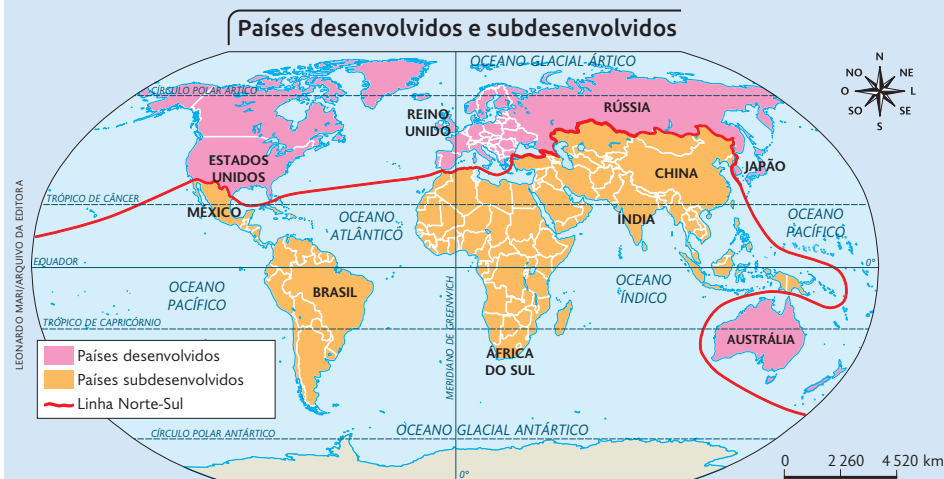 Países desenvolvidos e subdesenvolvidos
OCEANO GLACIAL ÁRTICO
CÍRCULO POLAR ÁRTICO
N
NO
NE
O
L
SO
SE
S
RÚSSIA
REINO
UNIDO
ESTADOS
UNIDOS
CHINA
JAPÃO
TRÓPICO DE CÂNCER
MÉXICO
OCEANO
ATLÂNTICO
ÍNDIA
OCEANO
PACÍFICO
EQUADOR
0°
OCEANO
PACÍFICO
BRASIL
OCEANO
ÍNDICO
TRÓPICO DE CAPRICÓRNIO
MERIDIANO DE GREENWICH
ÁFRICA
DO SUL
AUSTRÁLIA
Países desenvolvidos
Países subdesenvolvidos
Linha Norte-Sul
CÍRCULO POLAR ANTÁRTICO
OCEANO GLACIAL ANTÁRTICO
0°
0 2 260 4 520 km
LEONARDO MARI/ARQUIVO DA EDITORA